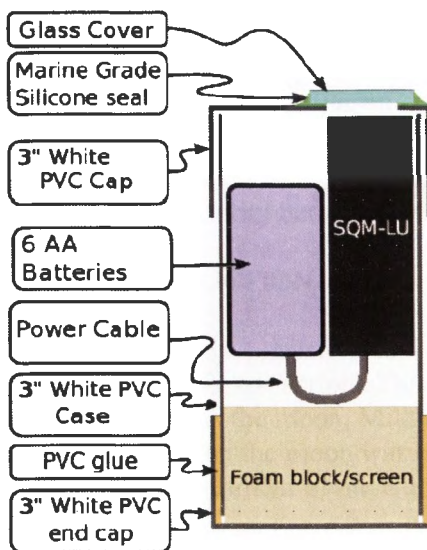 Glass Cover
Marine Grade
Silicone seal
3" White
PVC Cap
SQM-LU
6 AA
Batteries
Power Cable
3" White PVC
Case
PVC glue
Foam block/screen
3" White PVC
end cap